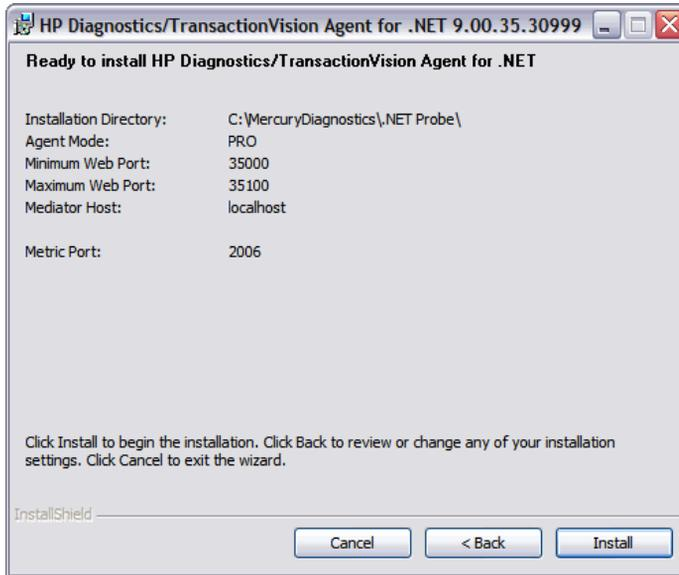 HP Diagnostics/TransactionVision Agent for .NET 9.00.35.30999
Ready to install HP Diagnostics/TransactionVision Agent for .NET
Installation Directory: C:\MercuryDiagnostics\.NET Probe\
Agent Mode: PRO
Minimum Web Port: 35000
Maximum Web Port: 35100
Mediator Host: localhost
Metric Port: 2006
Click Install to begin the installation. Click Back to review or change any of your installation
settings. Click Cancel to exit the wizard.
InstallShield
Cancel < Back Install